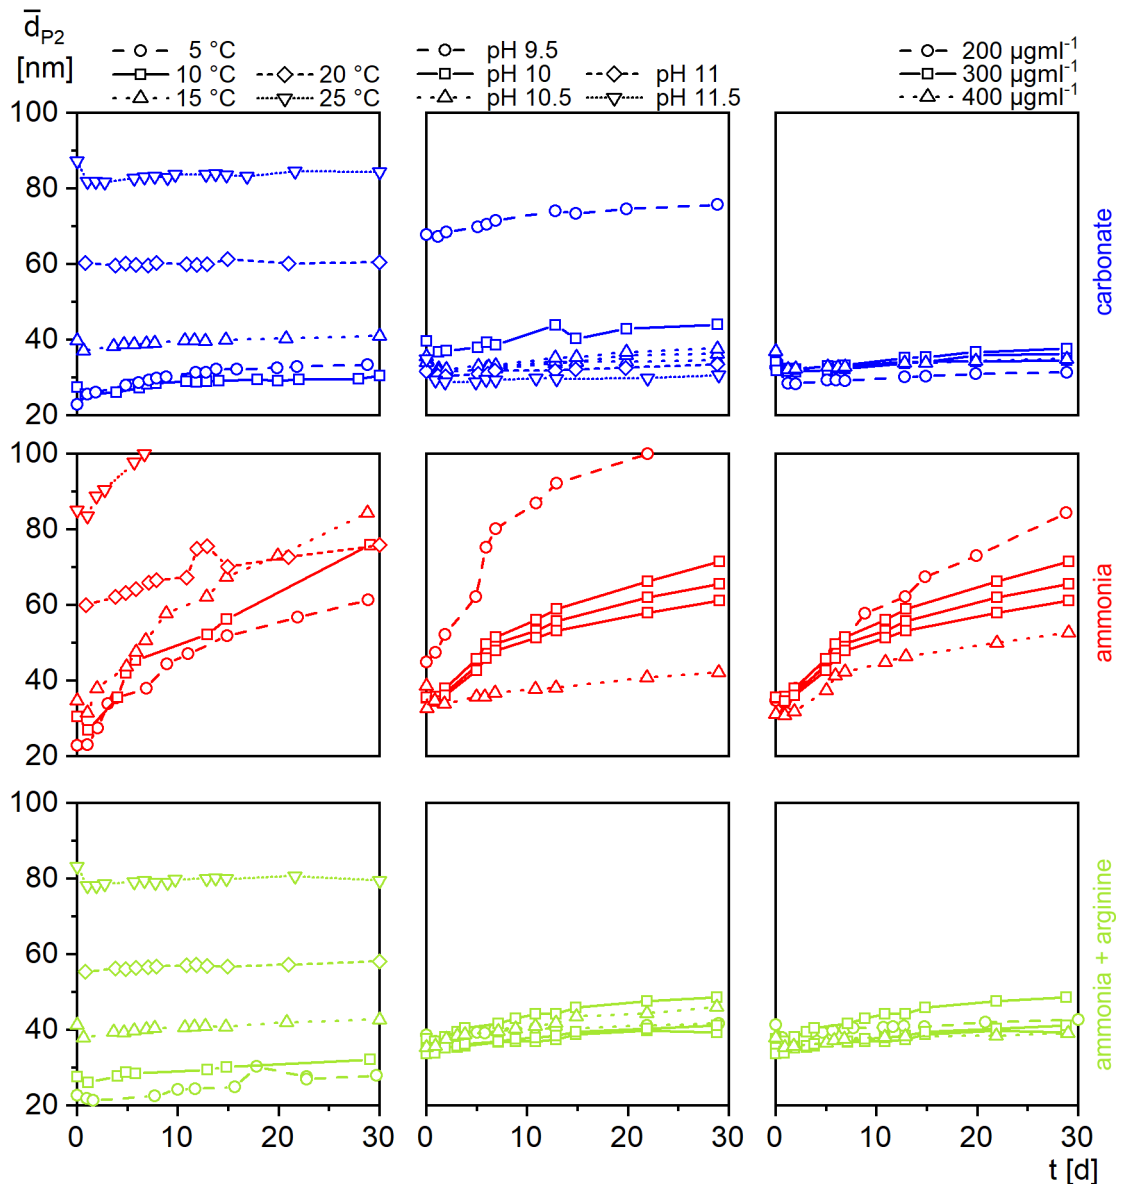 d̅P2
[nm]
5 °C
10 °C
15 °C
20 °C
25 °C
pH 9.5
pH 10
pH 10.5
pH 11
pH 11.5
200 µgml⁻¹
300 µgml⁻¹
400 µgml⁻¹
100
80
60
40
20
carbonate
100
80
60
40
20
ammonia
100
80
60
40
20
ammonia + arginine
0 10 20 30
0 10 20 30
0 10 20 30
t [d]